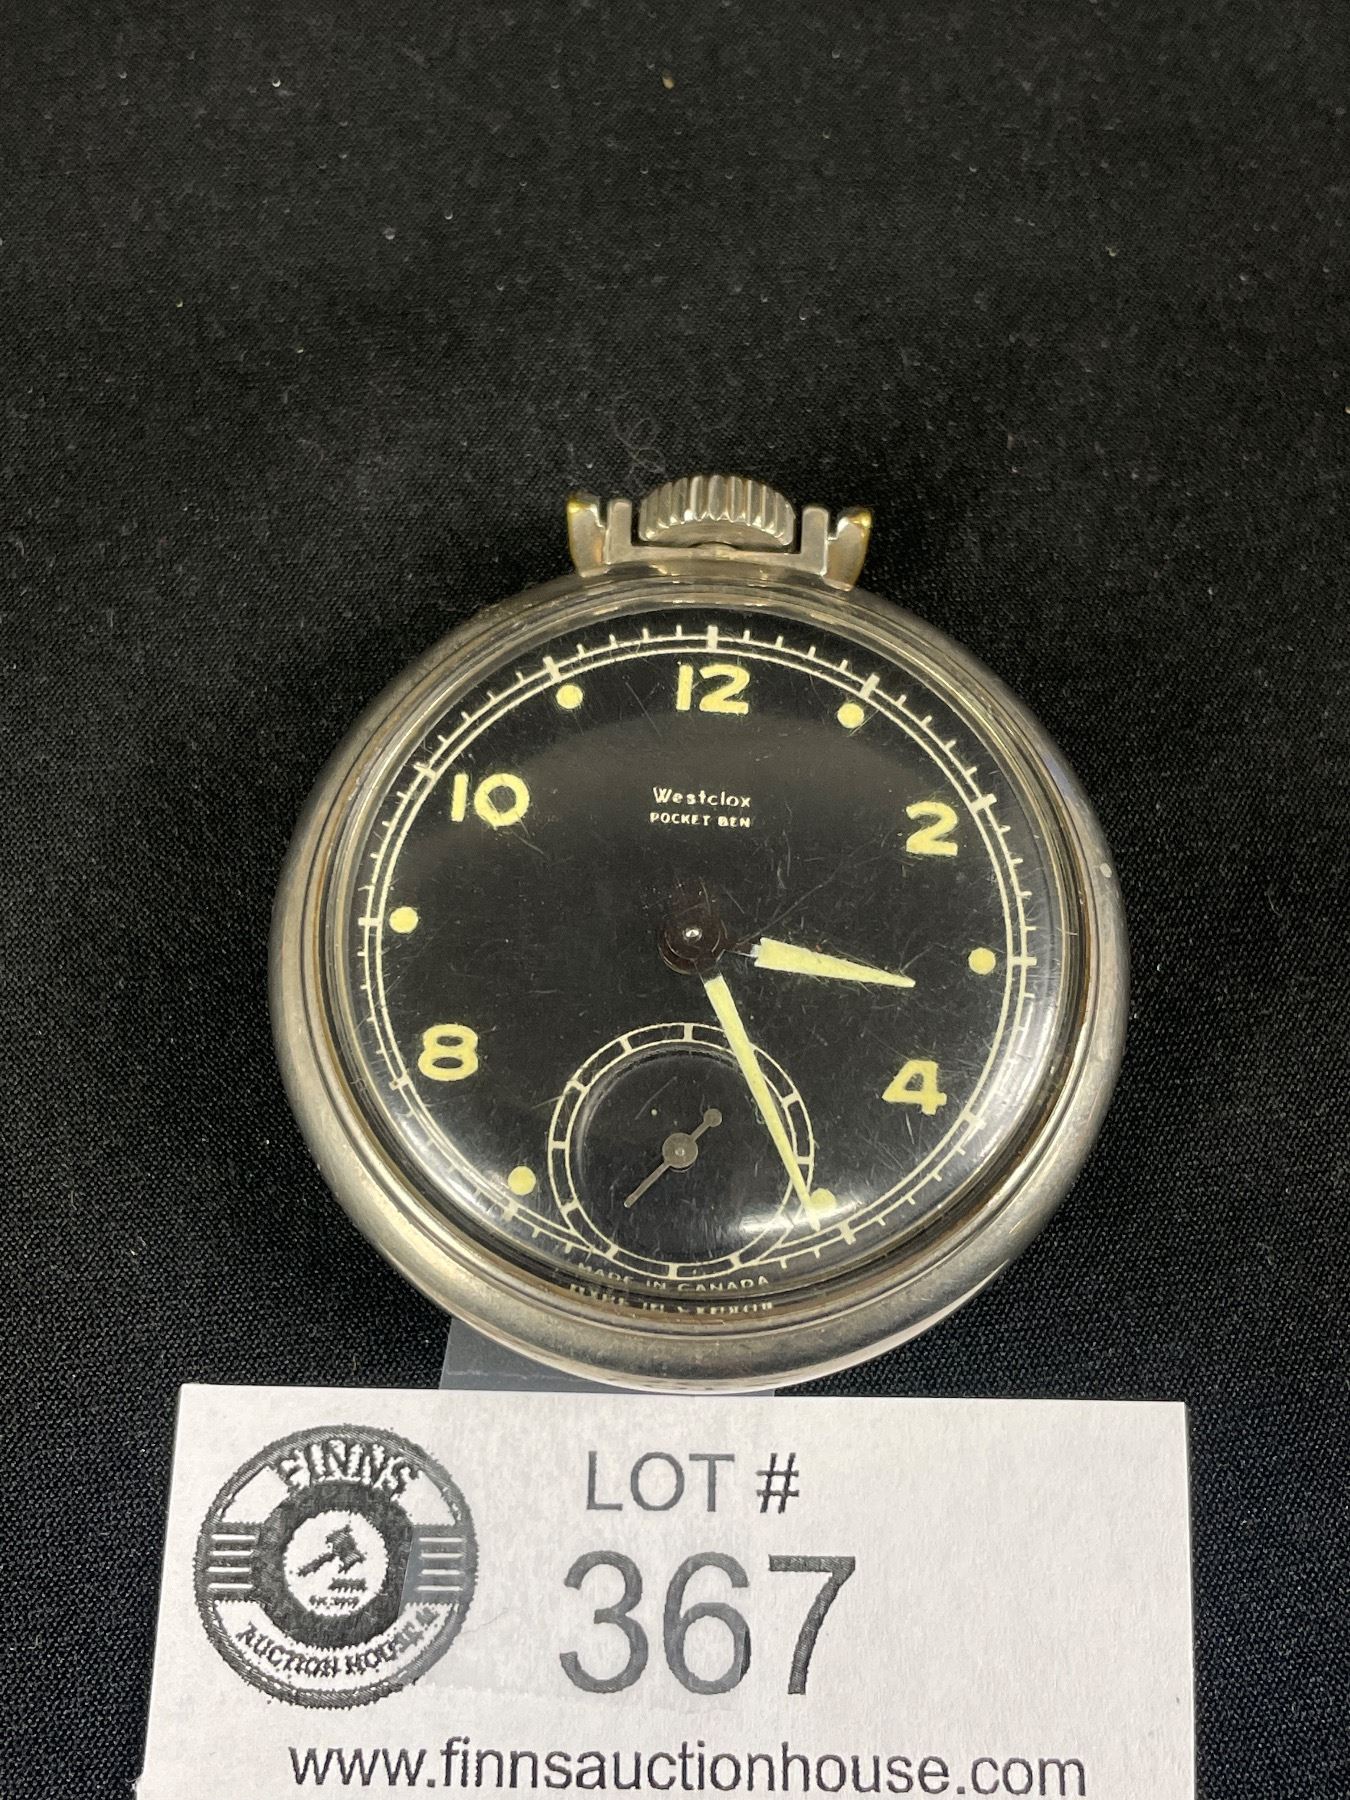 12
10
2
Westclox
POCKET BEN
8
4
MADE IN CANADA
FINNS
AUCTION HOUSE
LOT #
367
www.finnsauctionhouse.com